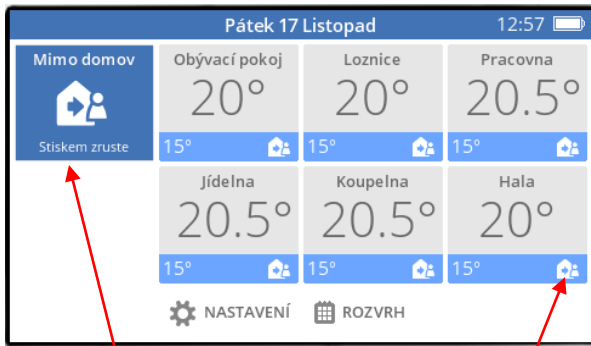 Pátek 17 Listopad 12:57
Mimo domov
Stiskem zruste
Obývací pokoj
20°
15°
Loznice
20°
15°
Pracovna
20.5°
15°
Jídelna
20.5°
15°
Koupelna
20.5°
15°
Hala
20°
15°
NASTAVENÍ ROZVRH